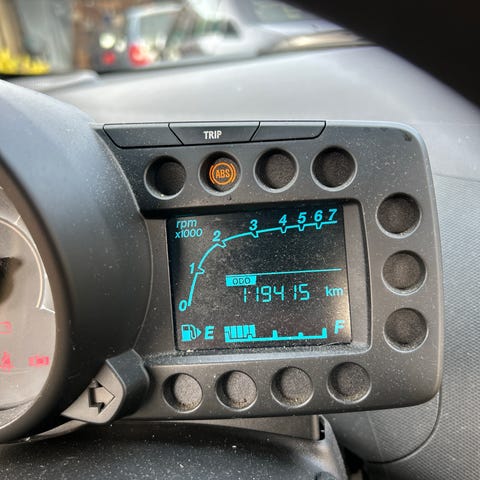 TRIP
ABS
rpm
x1000
0 1 2 3 4 5 6 7
ODO
119415 km
E F